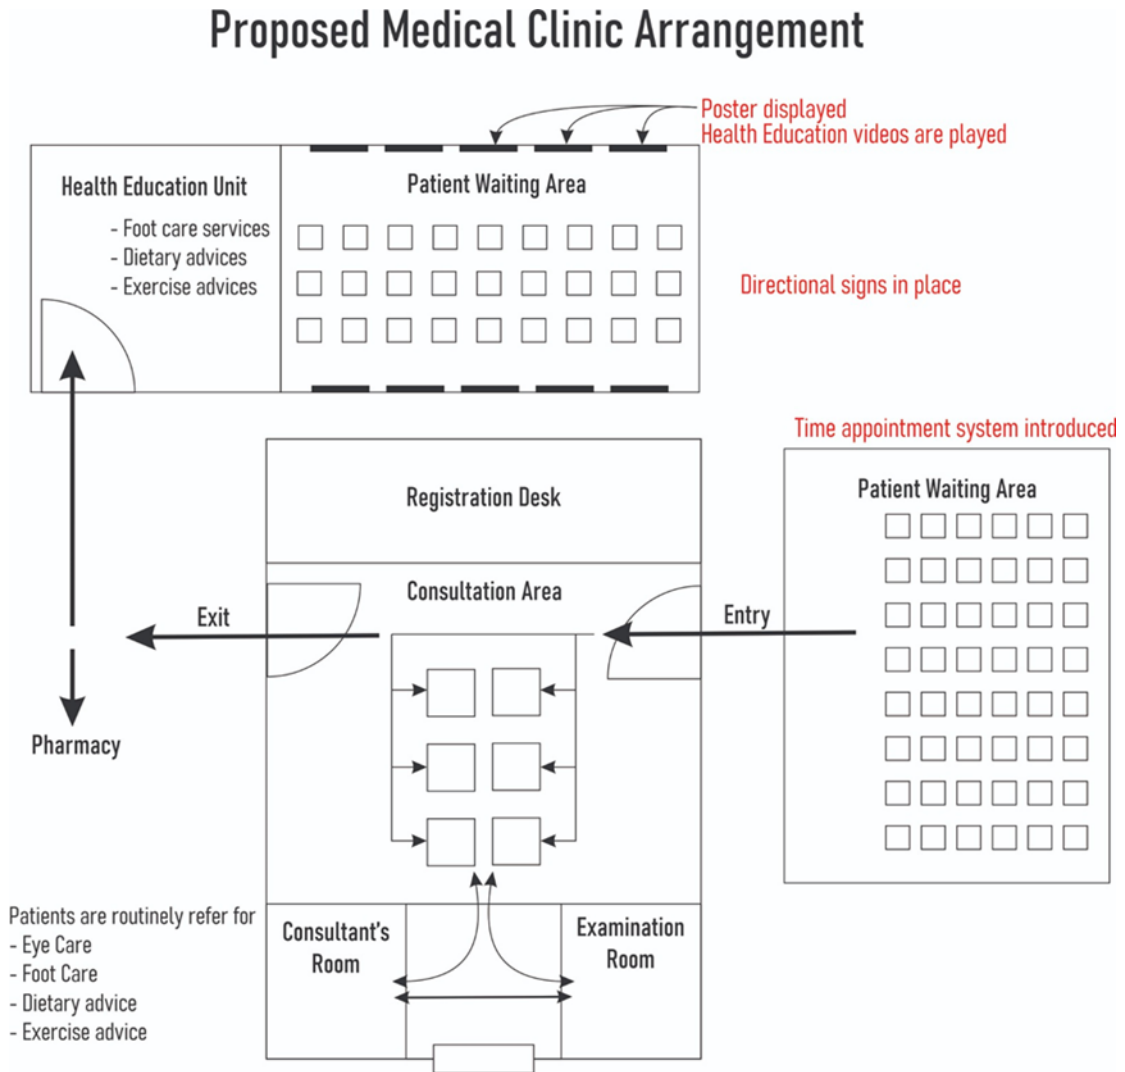 Proposed Medical Clinic Arrangement
Poster displayed
Health Education videos are played
Health Education Unit
- Foot care services
- Dietary advices
- Exercise advices
Patient Waiting Area
Directional signs in place
Time appointment system introduced
Patient Waiting Area
Registration Desk
Consultation Area
Entry
Exit
Pharmacy
Patients are routinely refer for
- Eye Care
- Foot Care
- Dietary advice
- Exercise advice
Consultant's
Room
Examination
Room